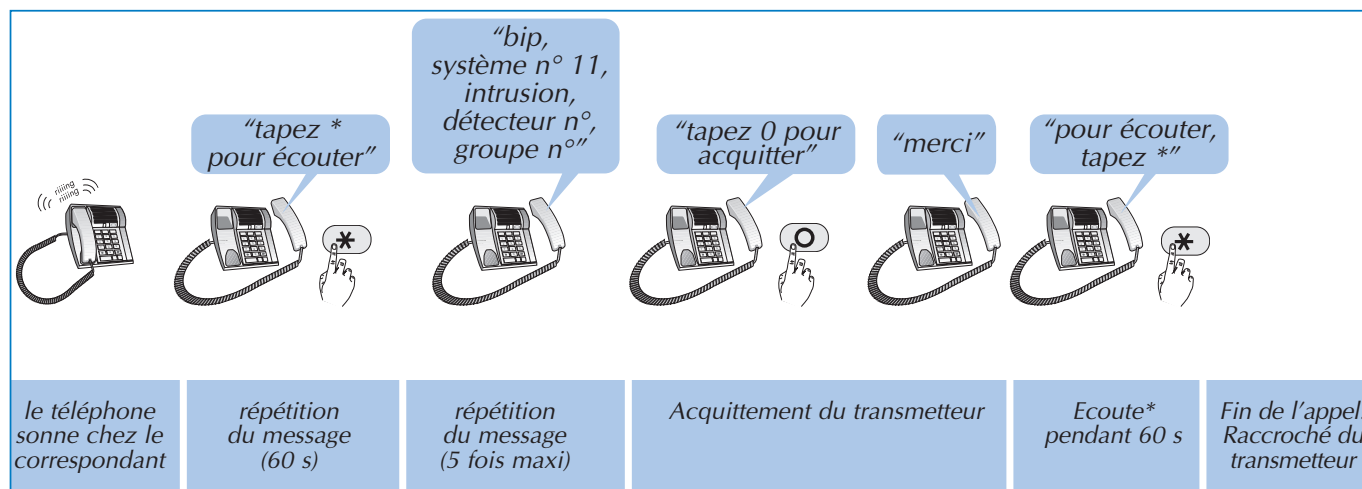 riiiing
riiiing
“tapez *
pour écouter”
“bip,
système n° 11,
intrusion,
détecteur n°,
groupe n°”
“tapez 0 pour
acquitter”
“merci”
“pour écouter,
tapez *”
le téléphone
sonne chez le
correspondant
répétition
du message
(60 s)
répétition
du message
(5 fois maxi)
Acquittement du transmetteur
Ecoute*
pendant 60 s
Fin de l’appel.
Raccroché du
transmetteur